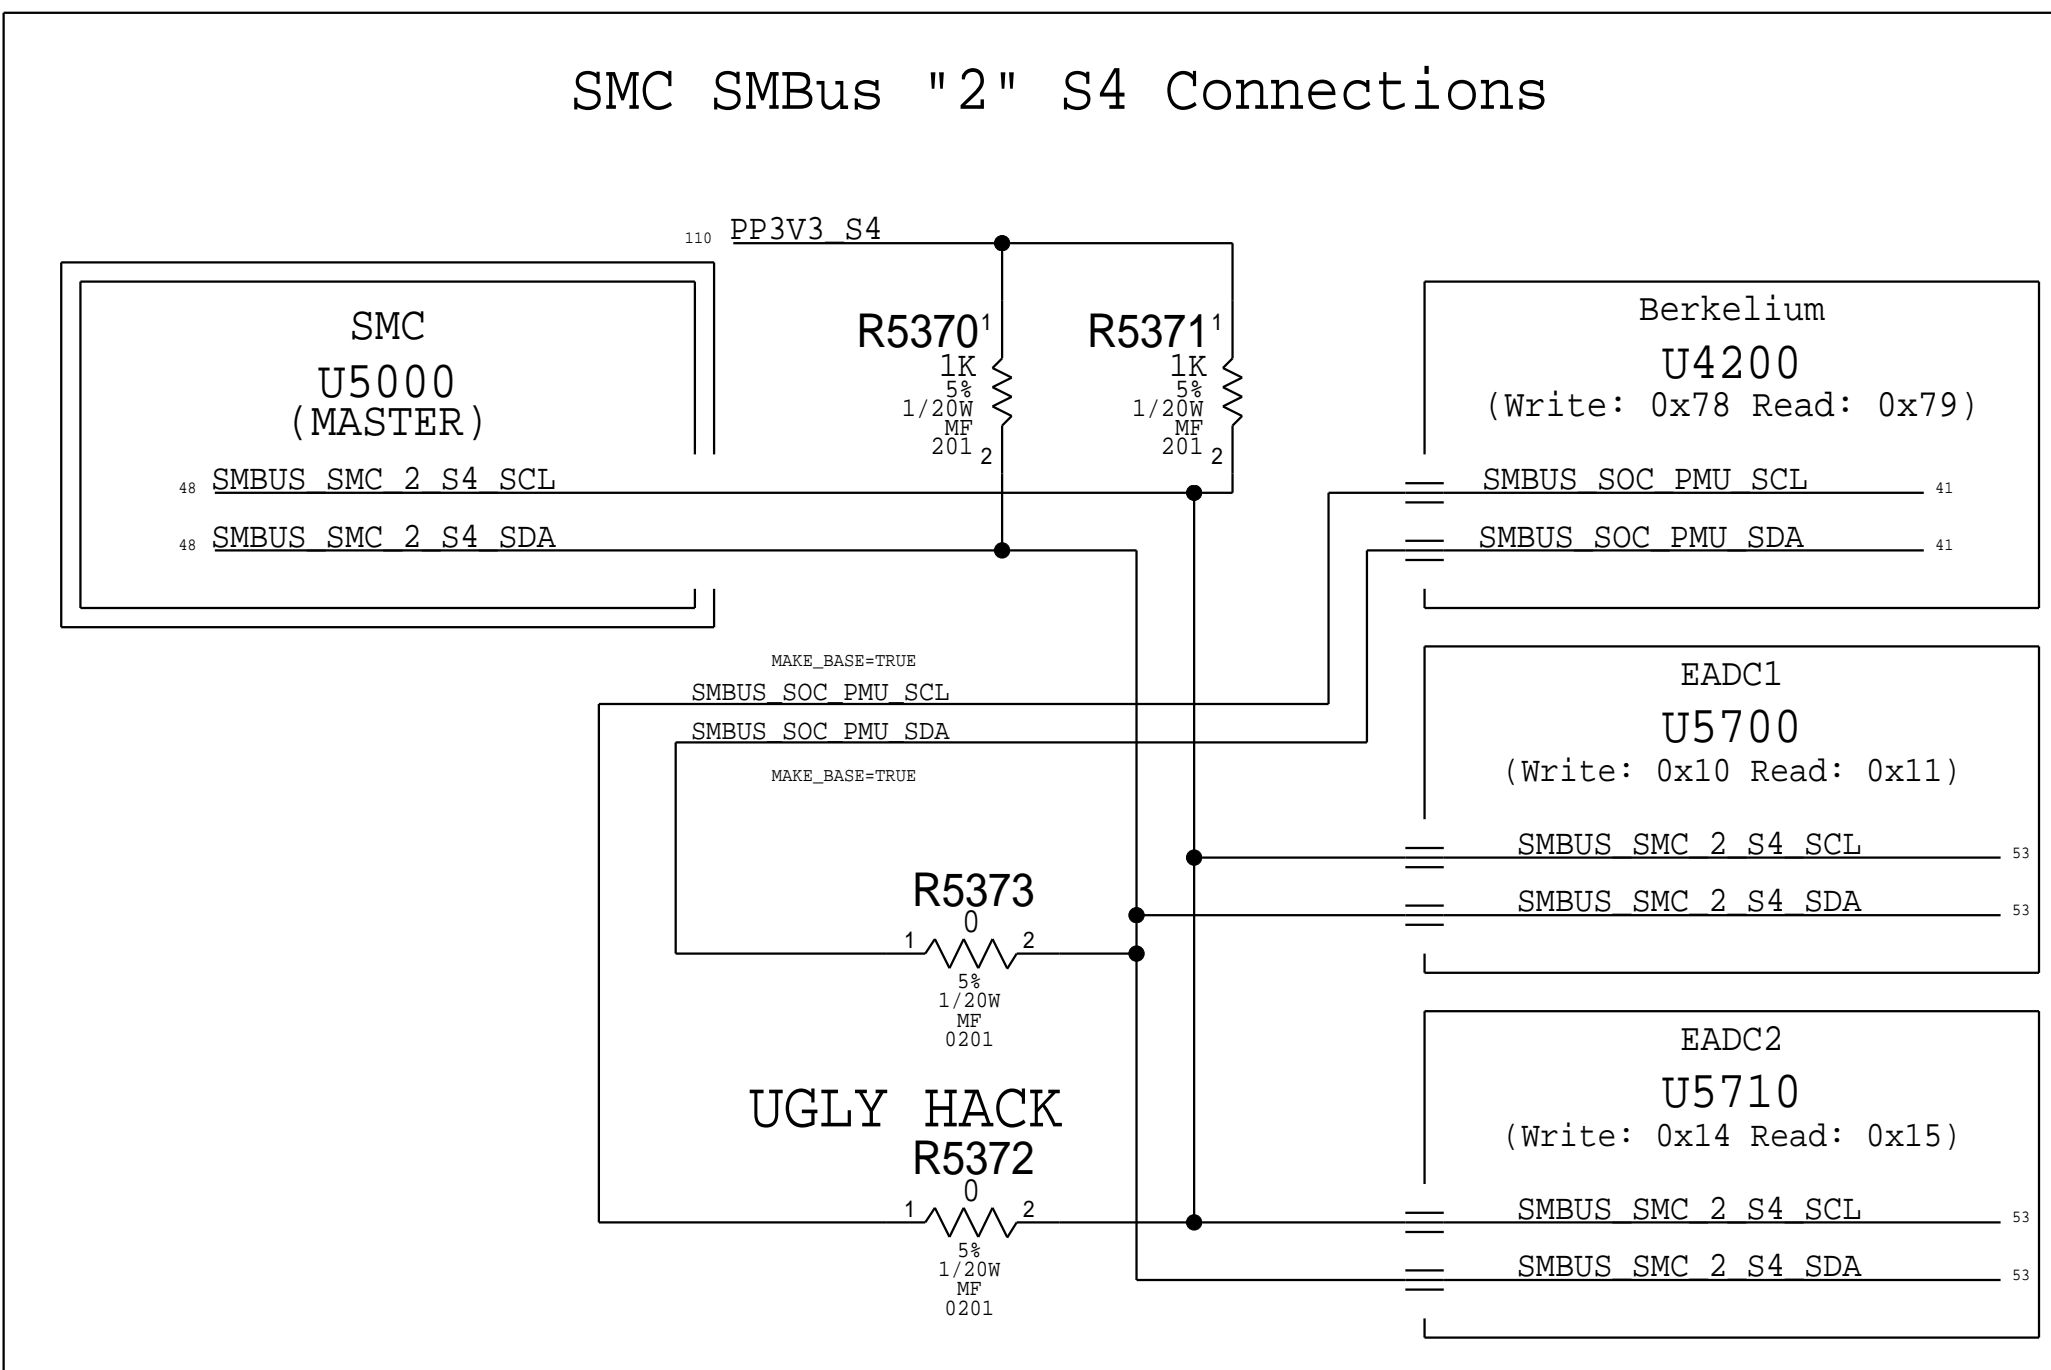 SMC SMBus "2" S4 Connections
110 PP3V3_S4
SMC
U5000
(MASTER)
48 SMBUS_SMC_2_S4_SCL
48 SMBUS_SMC_2_S4_SDA
R5370 1
1K
5%
1/20W
MF
201
2
R5371 1
1K
5%
1/20W
MF
201
2
Berkelium
U4200
(Write: 0x78 Read: 0x79)
SMBUS_SOC_PMU_SCL 41
SMBUS_SOC_PMU_SDA 41
MAKE_BASE=TRUE
SMBUS_SOC_PMU_SCL
SMBUS_SOC_PMU_SDA
MAKE_BASE=TRUE
EADC1
U5700
(Write: 0x10 Read: 0x11)
SMBUS_SMC_2_S4_SCL 53
SMBUS_SMC_2_S4_SDA 53
R5373
0
1 2
5%
1/20W
MF
0201
UGLY HACK
R5372
0
1 2
5%
1/20W
MF
0201
EADC2
U5710
(Write: 0x14 Read: 0x15)
SMBUS_SMC_2_S4_SCL 53
SMBUS_SMC_2_S4_SDA 53